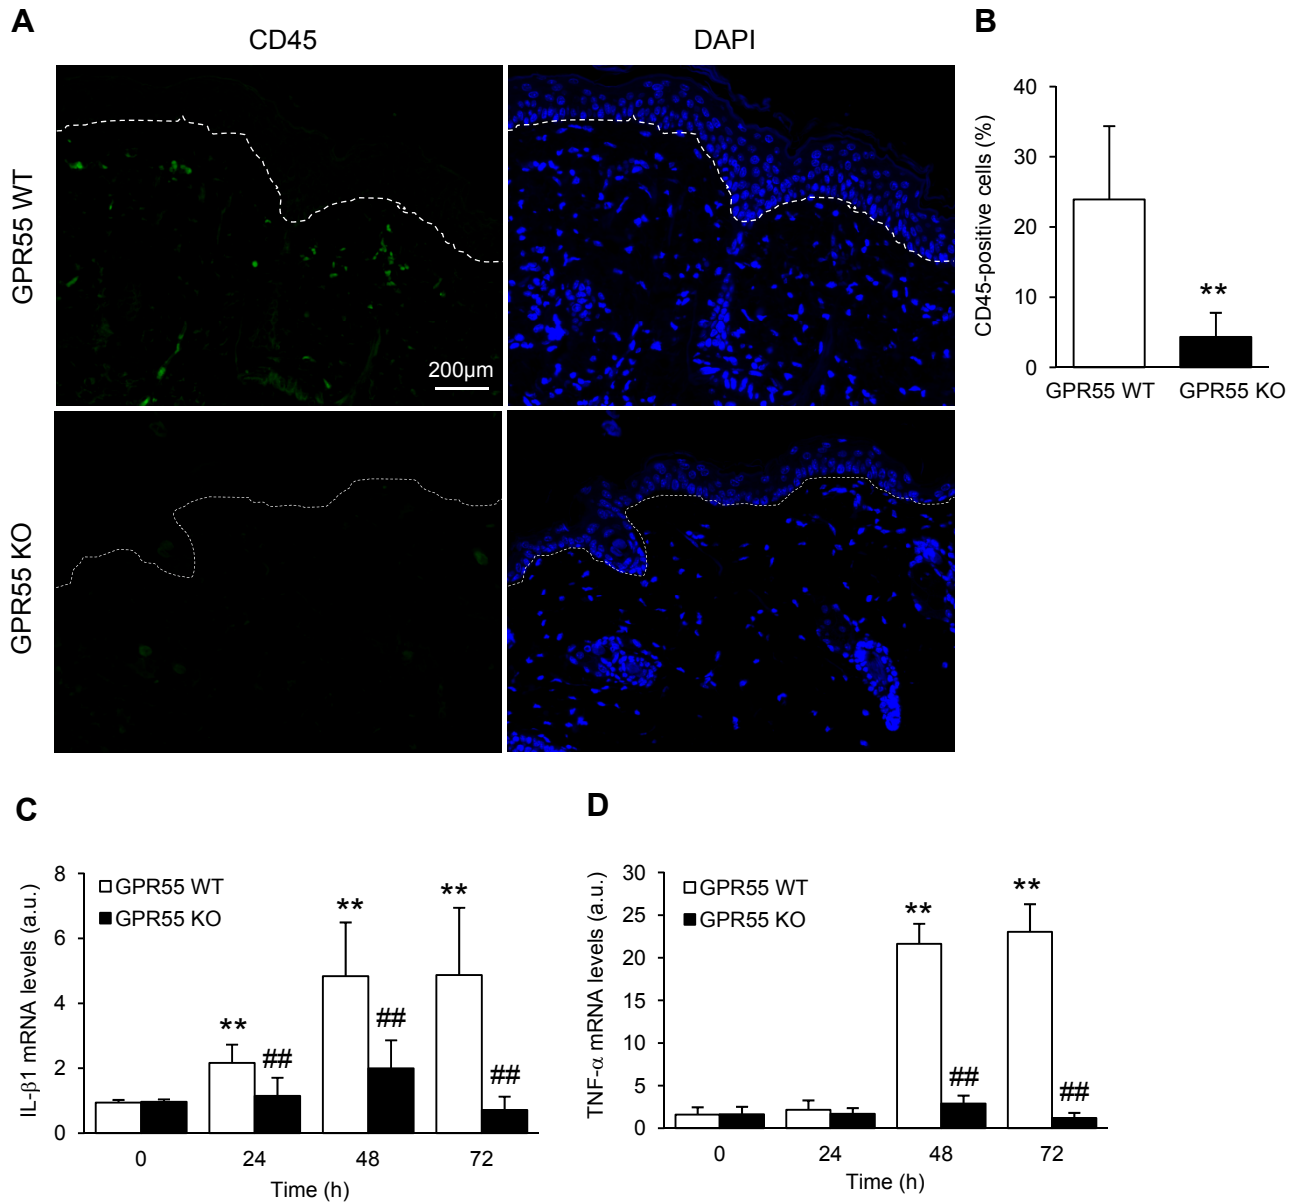 A
CD45
DAPI
GPR55 WT
200μm
GPR55 KO
B
CD45-positive cells (%)
40
30
20
10
0
**
GPR55 WT
GPR55 KO
C
IL-β1 mRNA levels (a.u.)
8
6
4
2
0
GPR55 WT
GPR55 KO
**
##
**
##
**
##
0
24
48
72
Time (h)
D
TNF-α mRNA levels (a.u.)
30
25
20
15
10
5
0
GPR55 WT
GPR55 KO
**
##
**
##
0
24
48
72
Time (h)